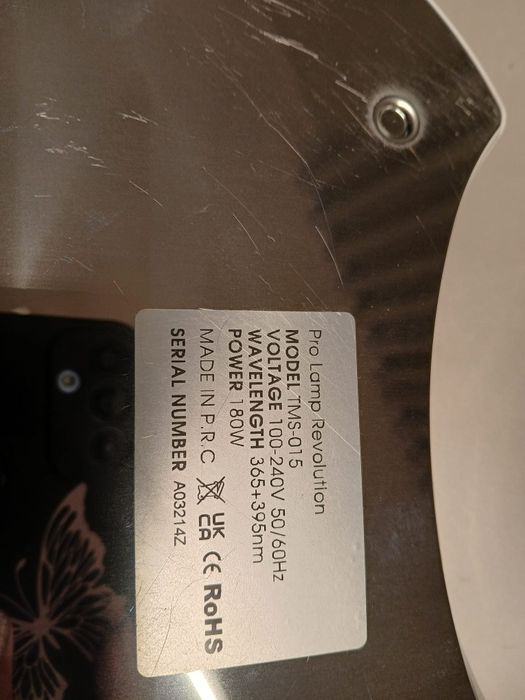 Pro Lamp Revolution
MODEL TMS-015
VOLTAGE 100-240V 50/60Hz
WAVELENGTH 365+395nm
POWER 180W
MADE IN P.R.C UK CA CE RoHS
SERIAL NUMBER A03214Z